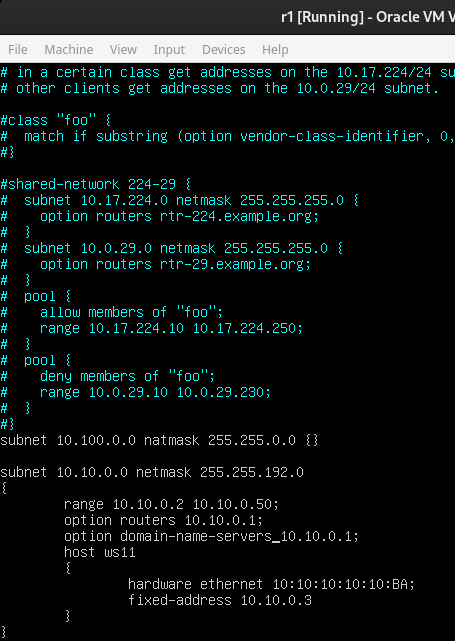 r1 [Running] - Oracle VM V
File Machine View Input Devices Help
# in a certain class get addresses on the 10.17.224/24 su
# other clients get addresses on the 10.0.29/24 subnet.
#class "foo" {
#  match if substring (option vendor-class-identifier, 0,
#}
#shared-network 224-29 {
#  subnet 10.17.224.0 netmask 255.255.255.0 {
#    option routers rtr-224.example.org;
#  }
#  subnet 10.0.29.0 netmask 255.255.255.0 {
#    option routers rtr-29.example.org;
#  }
#  pool {
#    allow members of "foo";
#    range 10.17.224.10 10.17.224.250;
#  }
#  pool {
#    deny members of "foo";
#    range 10.0.29.10 10.0.29.230;
#  }
#}
subnet 10.100.0.0 natmask 255.255.0.0 {}
subnet 10.10.0.0 netmask 255.255.192.0
{
        range 10.10.0.2 10.10.0.50;
        option routers 10.10.0.1;
        option domain-name-servers_10.10.0.1;
        host ws11
        {
                hardware ethernet 10:10:10:10:10:BA;
                fixed-address 10.10.0.3
        }
}